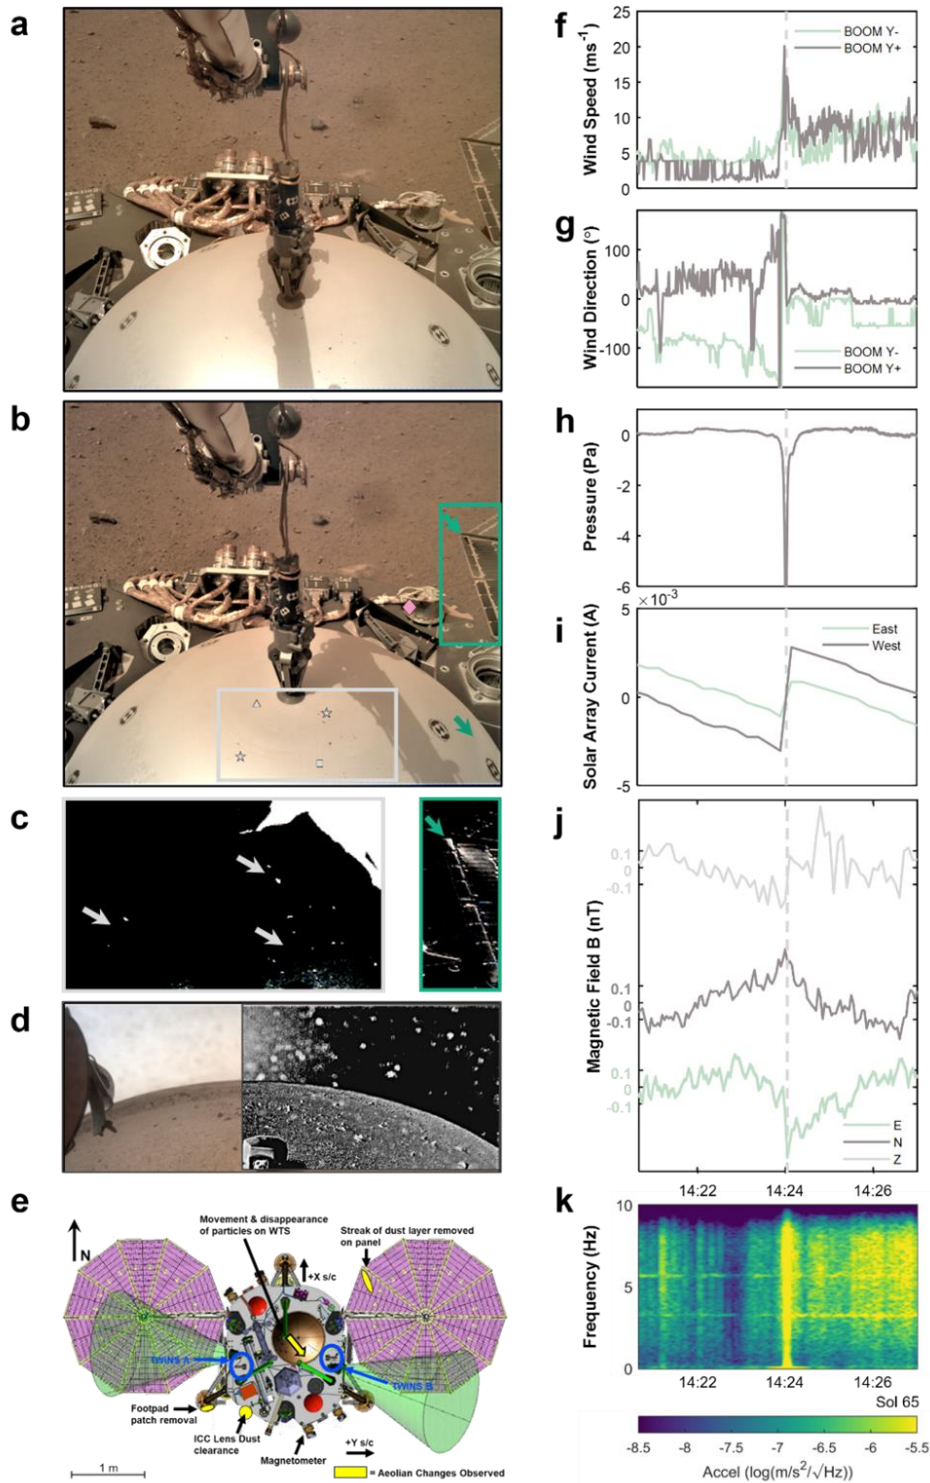 a
b
c
d
e
N
Movement & disappearance
of particles on WTS
Streak of dust layer removed
on panel
+X s/c
TWINS A
TWINS B
Footpad
patch removal
ICC Lens Dust
clearance
Magnetometer
+Y s/c
1 m
= Aeolian Changes Observed
f
Wind Speed (ms⁻¹)
25
20
15
10
5
0
BOOM Y-
BOOM Y+
g
Wind Direction (°)
100
0
-100
BOOM Y-
BOOM Y+
h
Pressure (Pa)
0
-2
-4
-6
i
Solar Array Current (A)
×10⁻³
5
0
-5
East
West
j
Magnetic Field B (nT)
0.1
0
-0.1
0.1
0
-0.1
0.1
0
-0.1
E
N
Z
14:22 14:24 14:26
k
Frequency (Hz)
10
5
0
14:22 14:24 14:26
Sol 65
-8.5 -8 -7.5 -7 -6.5 -6 -5.5
Accel (log(m/s²/√Hz))